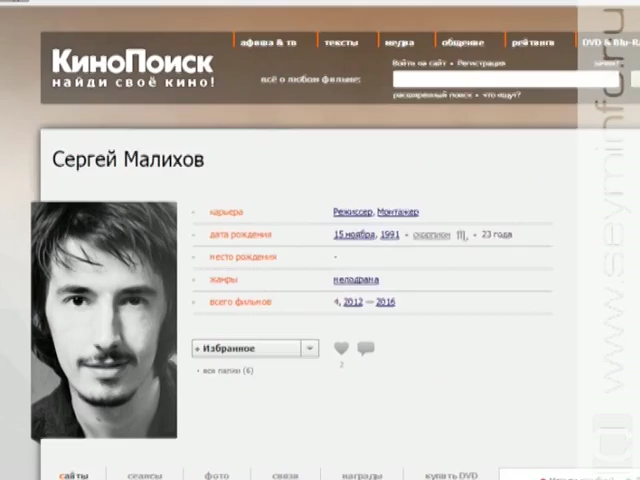 афиша & тв
тексты
медиа
общение
рейтинги
DVD & Blu-Ra
КиноПоиск
найди своё кино!
Войти на сайт • Регистрация
всё о любом фильме:
расширенный поиск • что ищут?
Сергей Малихов
карьера
Режиссер, Монтажер
дата рождения
15 ноября, 1991 • скорпион • 23 года
место рождения
-
жанры
мелодрама
всего фильмов
4, 2012 — 2016
Избранное
• все папки (6)
2
сайты
сеансы
фото
связи
награды
купить DVD
www.seyminfo.ru